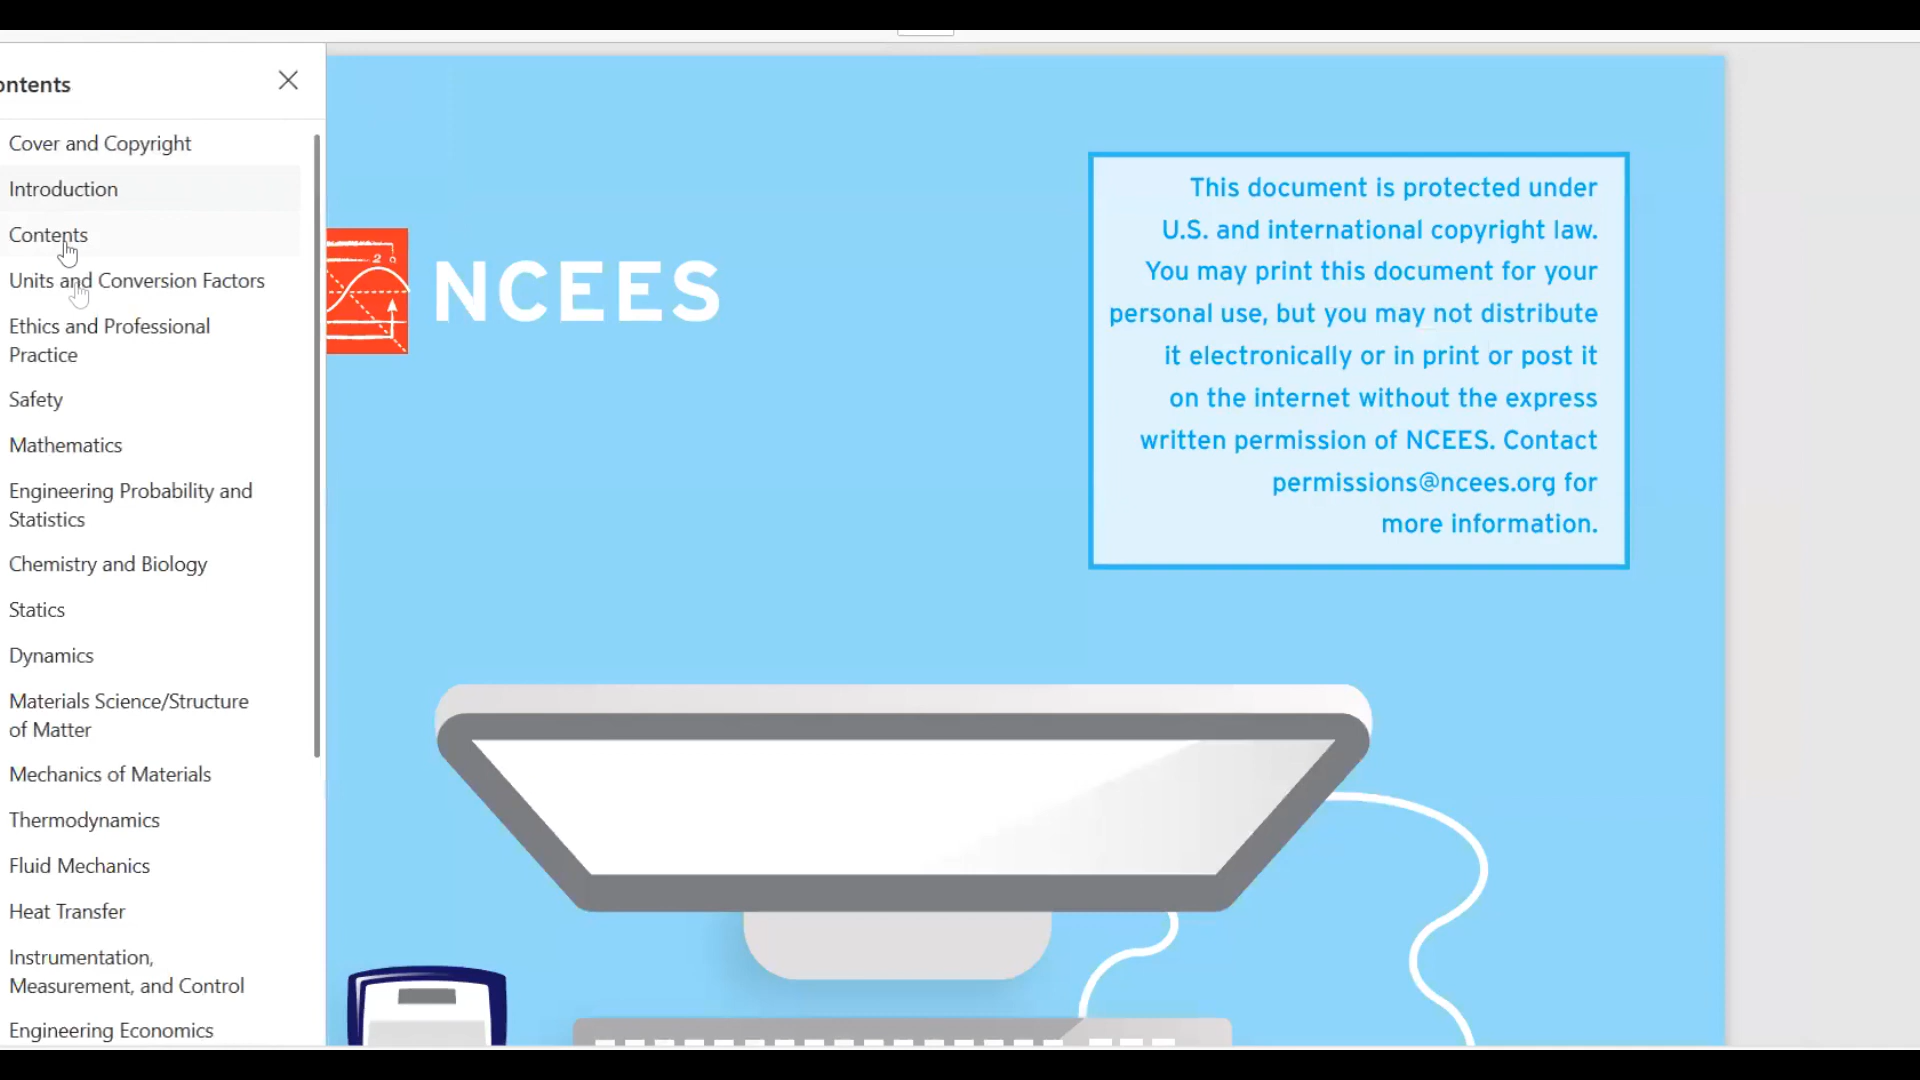 ontents
Cover and Copyright
Introduction
Contents
Units and Conversion Factors
Ethics and Professional
Practice
Safety
Mathematics
Engineering Probability and
Statistics
Chemistry and Biology
Statics
Dynamics
Materials Science/Structure
of Matter
Mechanics of Materials
Thermodynamics
Fluid Mechanics
Heat Transfer
Instrumentation,
Measurement, and Control
Engineering Economics
2
NCEES
This document is protected under
U.S. and international copyright law.
You may print this document for your
personal use, but you may not distribute
it electronically or in print or post it
on the internet without the express
written permission of NCEES. Contact
permissions@ncees.org for
more information.